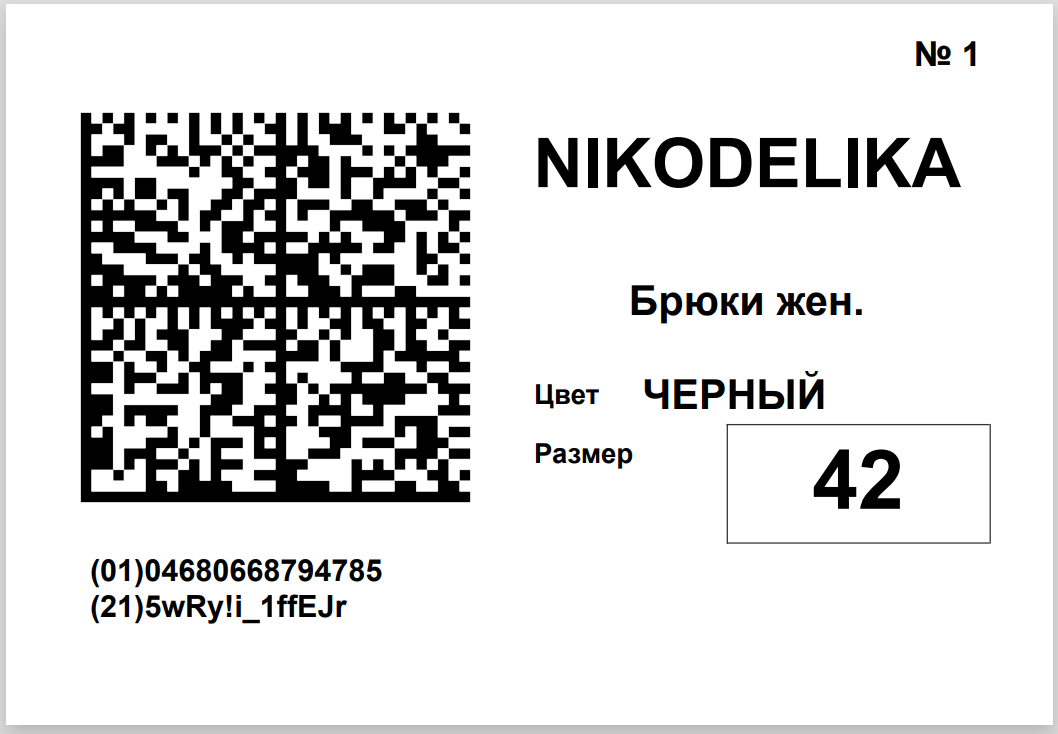 № 1
NIKODELIKA
Брюки жен.
Цвет ЧЕРНЫЙ
Размер 42
(01)04680668794785
(21)5wRy!i_1ffEJr